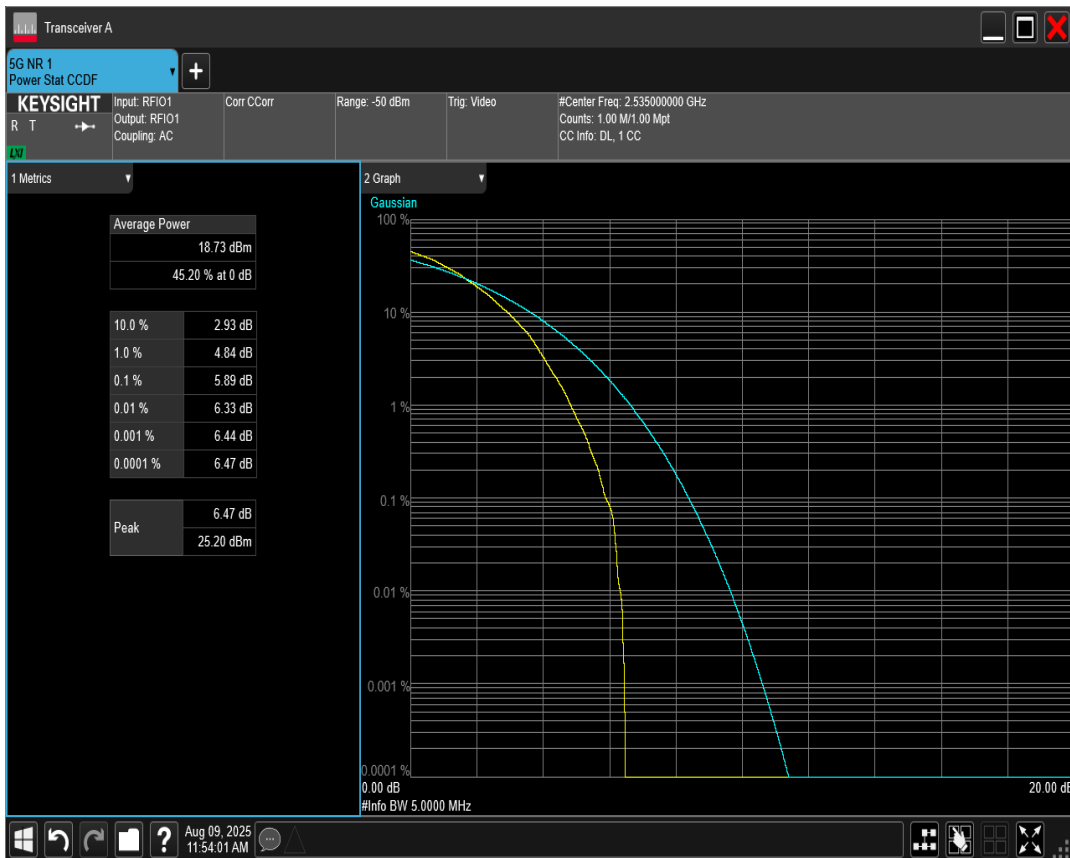 Transceiver A
5G NR 1
Power Stat CCDF
KEYSIGHT
R T
LXI
Input: RFIO1
Output: RFIO1
Coupling: AC
Corr CCorr
Range: -50 dBm
Trig: Video
#Center Freq: 2.535000000 GHz
Counts: 1.00 M/1.00 Mpt
CC Info: DL, 1 CC
1 Metrics
Average Power
18.73 dBm
45.20 % at 0 dB
10.0 % 2.93 dB
1.0 % 4.84 dB
0.1 % 5.89 dB
0.01 % 6.33 dB
0.001 % 6.44 dB
0.0001 % 6.47 dB
Peak
6.47 dB
25.20 dBm
2 Graph
Gaussian
100 %
10 %
1 %
0.1 %
0.01 %
0.001 %
0.0001 %
0.00 dB 20.00 dB
#Info BW 5.0000 MHz
?
Aug 09, 2025
11:54:01 AM